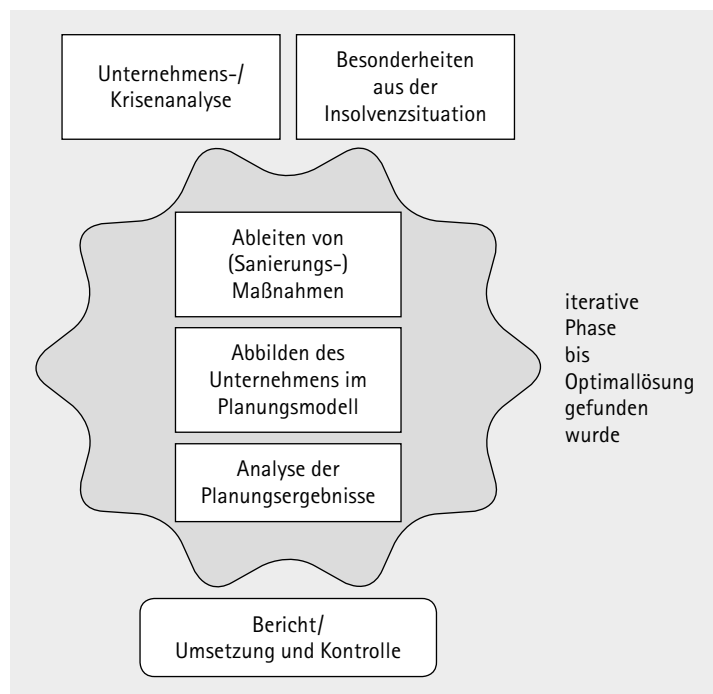 Unternehmens-/
Krisenanalyse
Besonderheiten
aus der
Insolvenzsituation
Ableiten von
(Sanierungs-)
Maßnahmen
Abbilden des
Unternehmens im
Planungsmodell
Analyse der
Planungsergebnisse
iterative
Phase
bis
Optimallösung
gefunden
wurde
Bericht/
Umsetzung und Kontrolle